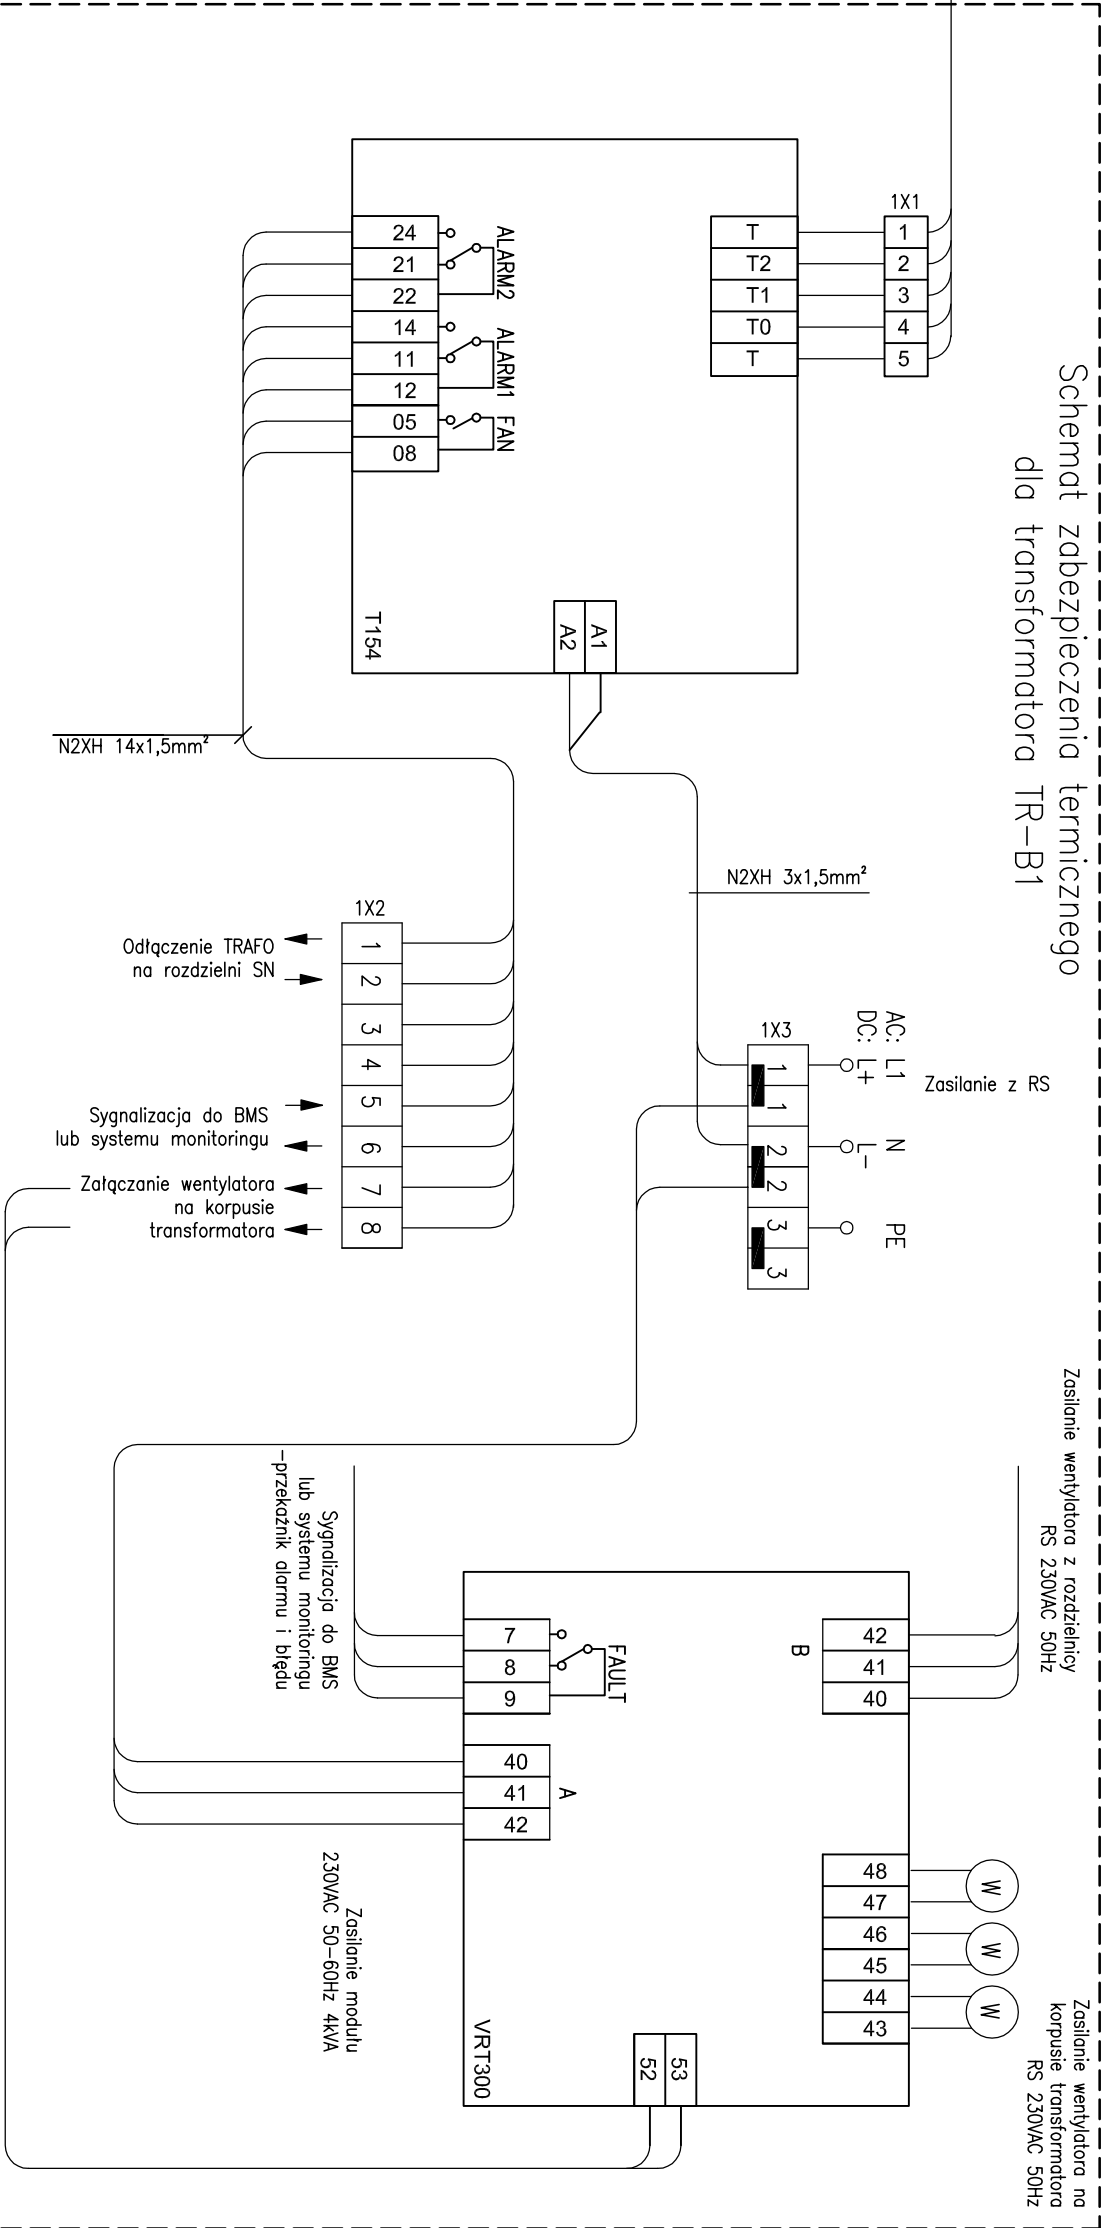 Schemat zabezpieczenia termicznego
dla transformatora TR-B1
1X1
1
2
3
4
5
T
T2
T1
T0
T
24
21
22
14
11
12
05
08
ALARM2
ALARM1
FAN
A1
A2
T154
N2XH 14x1,5mm²
N2XH 3x1,5mm²
1X2
1
2
3
4
5
6
7
8
Odłączenie TRAFO
na rozdzielni SN
Sygnalizacja do BMS
lub systemu monitoringu
Załączanie wentylatora
na korpusie
transformatora
1X3
1
1
2
2
3
3
AC: L1
DC: L+
N
L-
PE
Zasilanie z RS
Zasilanie wentylatora z rozdzielnicy
RS 230VAC 50Hz
Sygnalizacja do BMS
lub systemu monitoringu
-przekaźnik alarmu i błędu
7
8
9
FAULT
42
41
40
B
40
41
42
A
48
47
46
45
44
43
W
W
W
53
52
VRT300
Zasilanie modułu
230VAC 50-60Hz 4kVA
Zasilanie wentylatora na
korpusie transformatora
RS 230VAC 50Hz